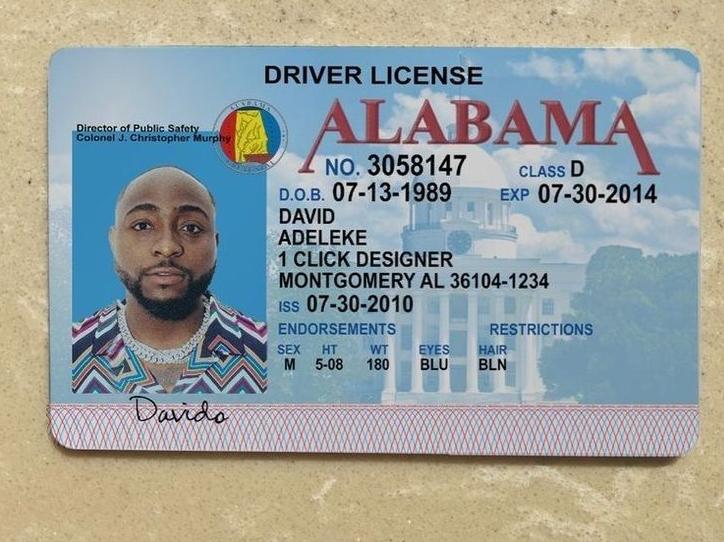 DRIVER LICENSE
ALABAMA
Director of Public Safety
Colonel J. Christopher Murphy
ALABAMA
NO. 3058147
CLASS D
D.O.B. 07-13-1989
EXP 07-30-2014
DAVID
ADELEKE
1 CLICK DESIGNER
MONTGOMERY AL 36104-1234
ISS 07-30-2010
ENDORSEMENTS
RESTRICTIONS
SEX HT WT EYES HAIR
M 5-08 180 BLU BLN
Davido